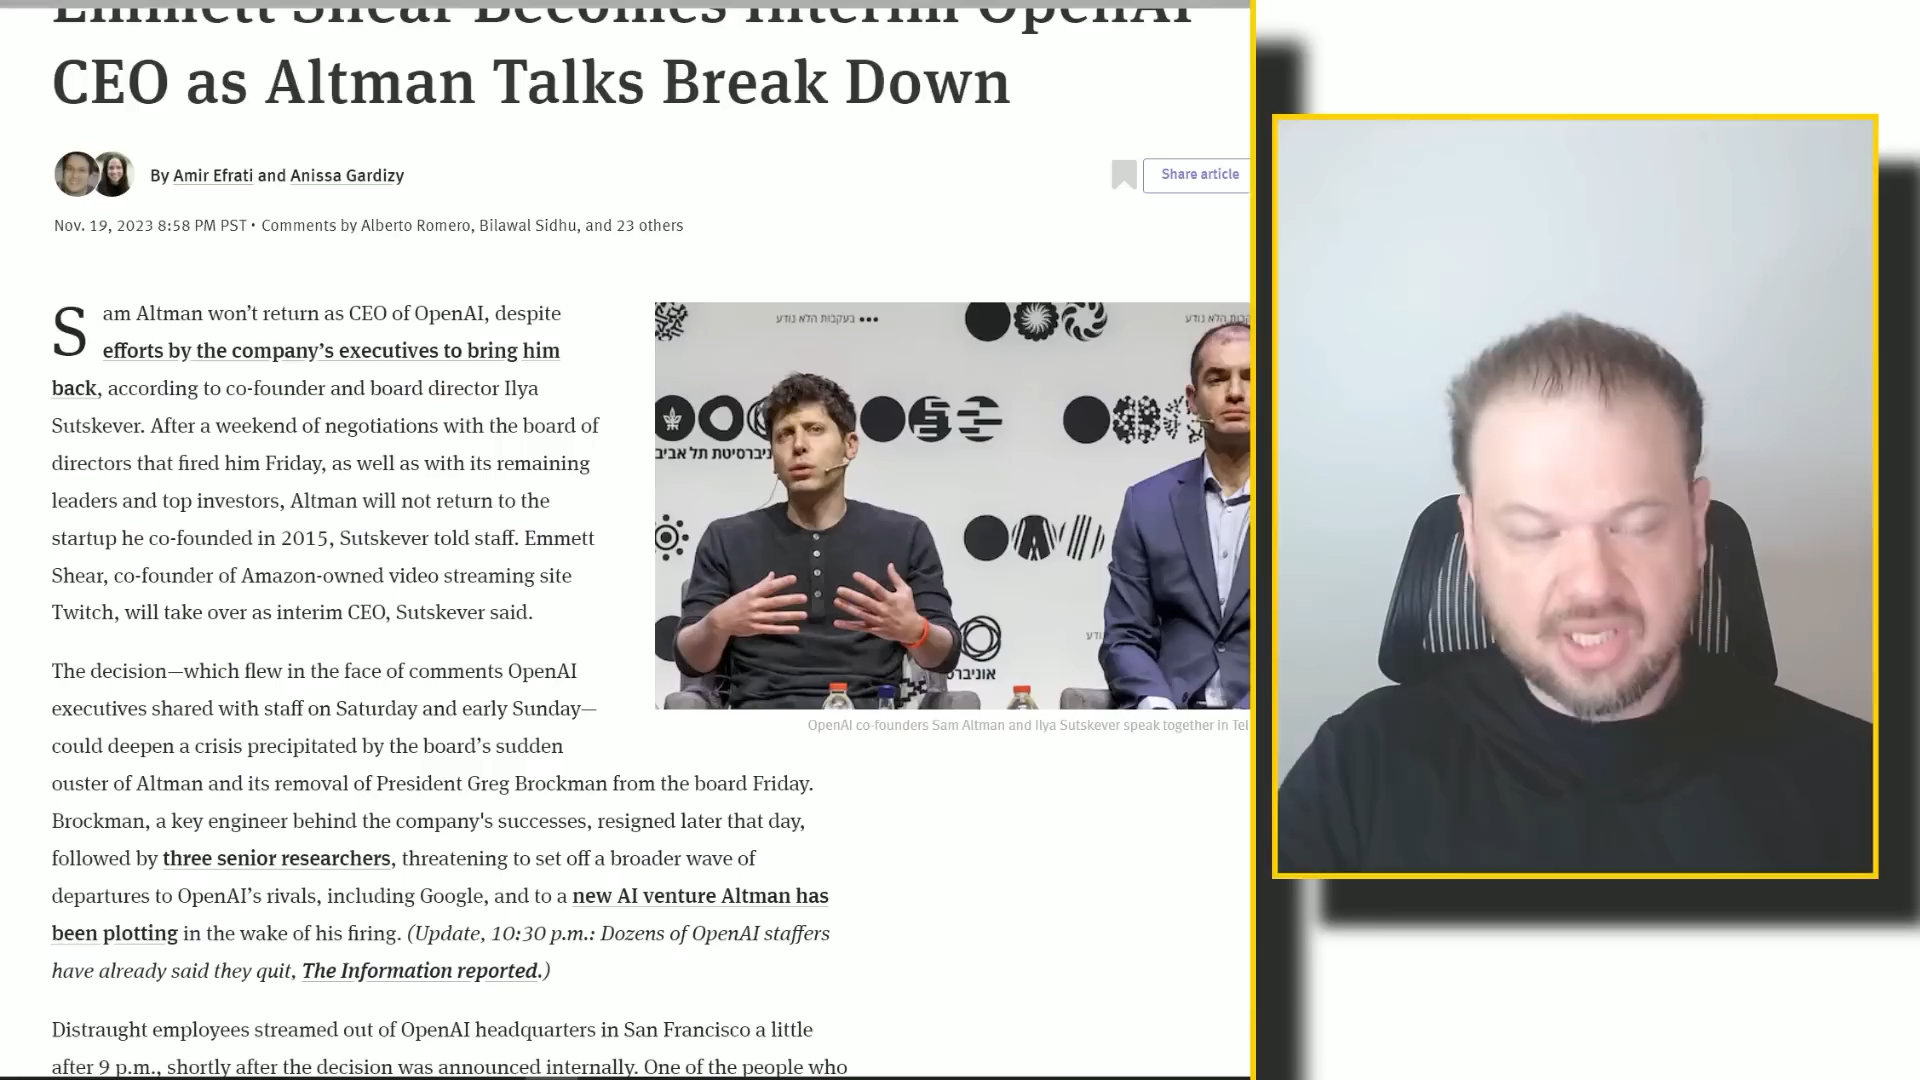 Emmett Shear Becomes Interim OpenAI
CEO as Altman Talks Break Down
By Amir Efrati and Anissa Gardizy
Share article
Nov. 19, 2023 8:58 PM PST • Comments by Alberto Romero, Bilawal Sidhu, and 23 others
Sam Altman won’t return as CEO of OpenAI, despite
efforts by the company’s executives to bring him
back, according to co-founder and board director Ilya
Sutskever. After a weekend of negotiations with the board of
directors that fired him Friday, as well as with its remaining
leaders and top investors, Altman will not return to the
startup he co-founded in 2015, Sutskever told staff. Emmett
Shear, co-founder of Amazon-owned video streaming site
Twitch, will take over as interim CEO, Sutskever said.
בעקבות הלא נודע
OpenAI co-founders Sam Altman and Ilya Sutskever speak together in Tel
The decision—which flew in the face of comments OpenAI
executives shared with staff on Saturday and early Sunday—
could deepen a crisis precipitated by the board’s sudden
ouster of Altman and its removal of President Greg Brockman from the board Friday.
Brockman, a key engineer behind the company's successes, resigned later that day,
followed by three senior researchers, threatening to set off a broader wave of
departures to OpenAI’s rivals, including Google, and to a new AI venture Altman has
been plotting in the wake of his firing. (Update, 10:30 p.m.: Dozens of OpenAI staffers
have already said they quit, The Information reported.)
Distraught employees streamed out of OpenAI headquarters in San Francisco a little
after 9 p.m., shortly after the decision was announced internally. One of the people who